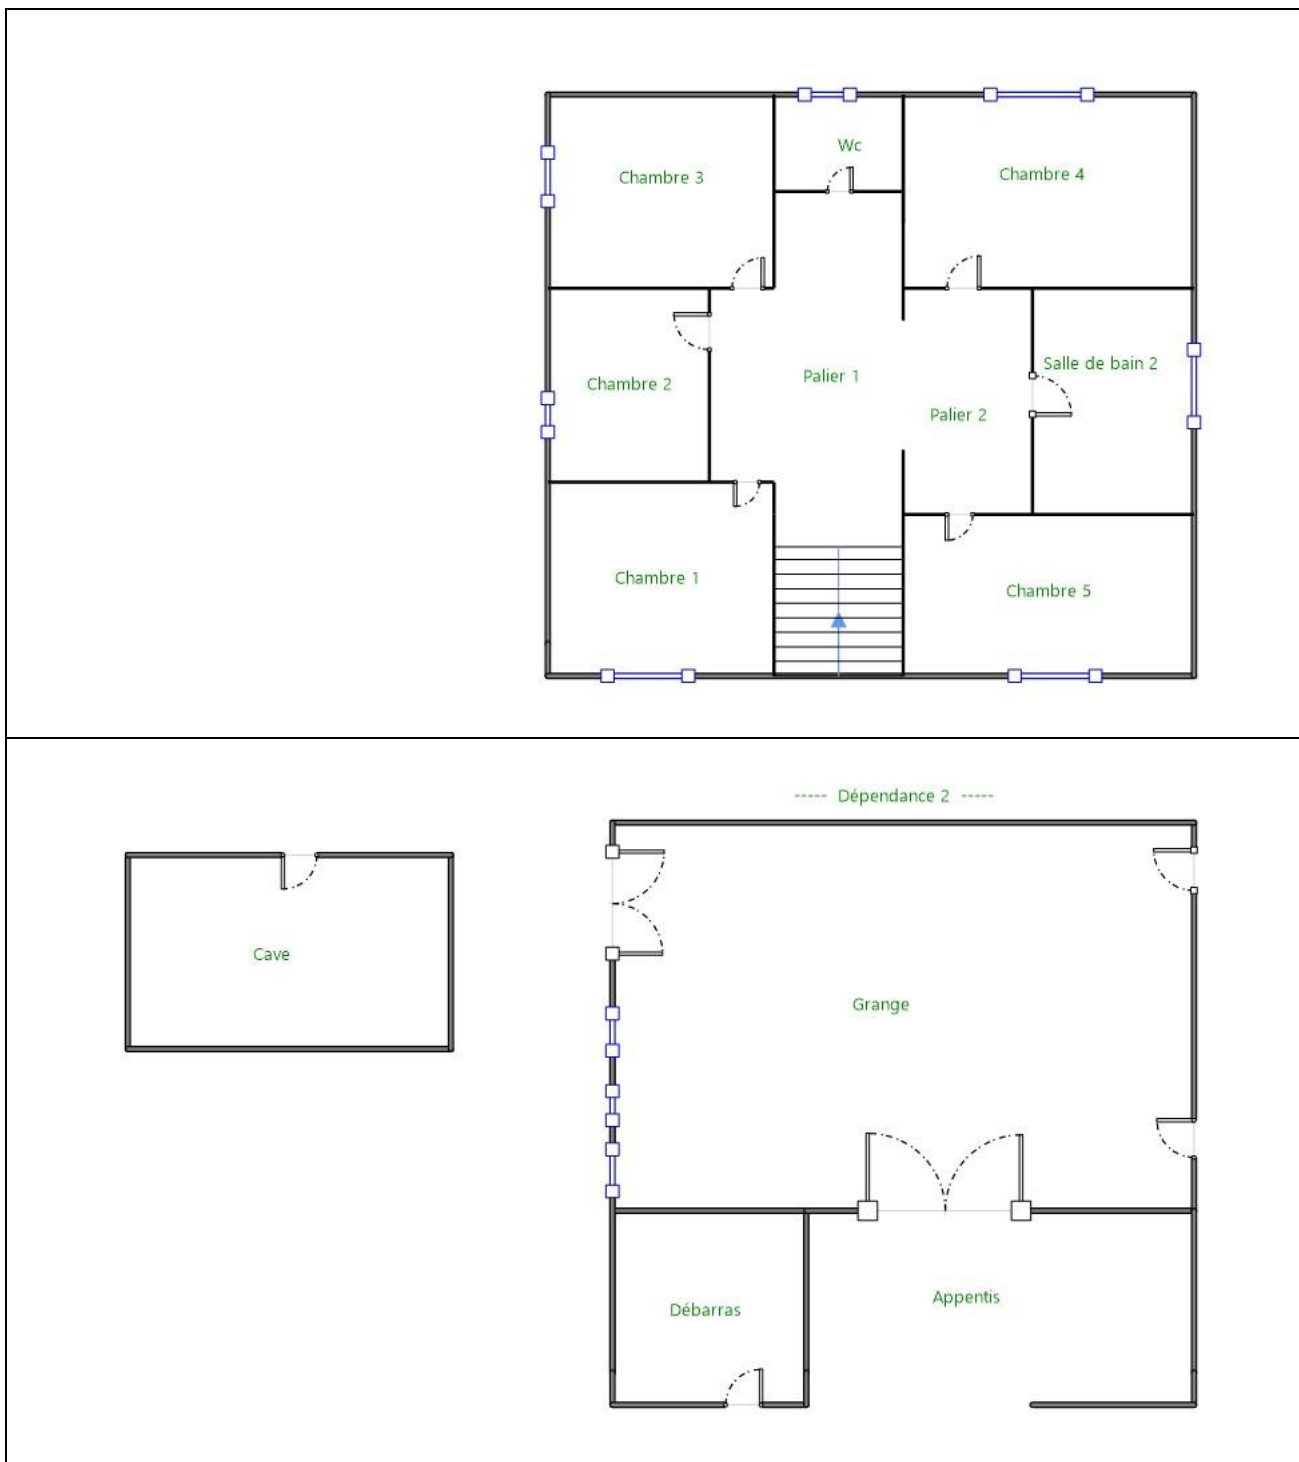 Wc
Chambre 3
Chambre 4
Salle de bain 2
Chambre 2
Palier 1
Palier 2
Chambre 1
Chambre 5
----- Dépendance 2 -----
Cave
Grange
Débarras
Appentis